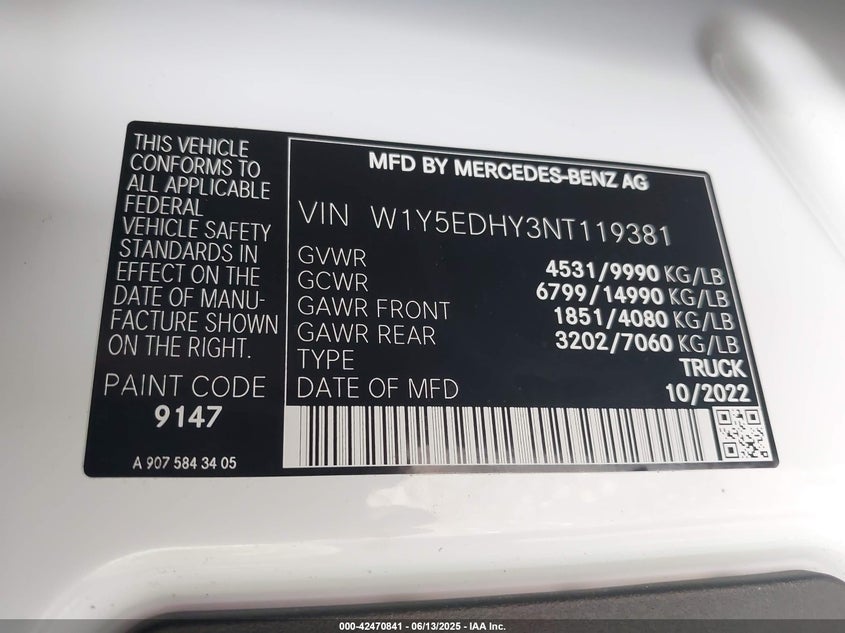 THIS VEHICLE
CONFORMS TO
ALL APPLICABLE
FEDERAL
VEHICLE SAFETY
STANDARDS IN
EFFECT ON THE
DATE OF MANU-
FACTURE SHOWN
ON THE RIGHT.
PAINT CODE
9147
A 907 584 34 05
MFD BY MERCEDES-BENZ AG
VIN W1Y5EDHY3NT119381
GVWR 4531/9990 KG/LB
GCWR 6799/14990 KG/LB
GAWR FRONT 1851/4080 KG/LB
GAWR REAR 3202/7060 KG/LB
TYPE TRUCK
DATE OF MFD 10/2022
000-42470841 - 06/13/2025 - IAA Inc.